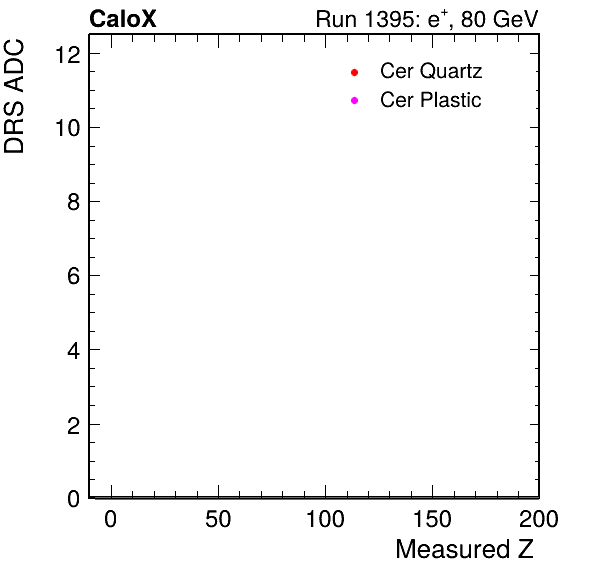 CaloX Run 1395: e⁺, 80 GeV
DRS ADC
12
10
8
6
4
2
0
Cer Quartz
Cer Plastic
0 50 100 150 200
Measured Z